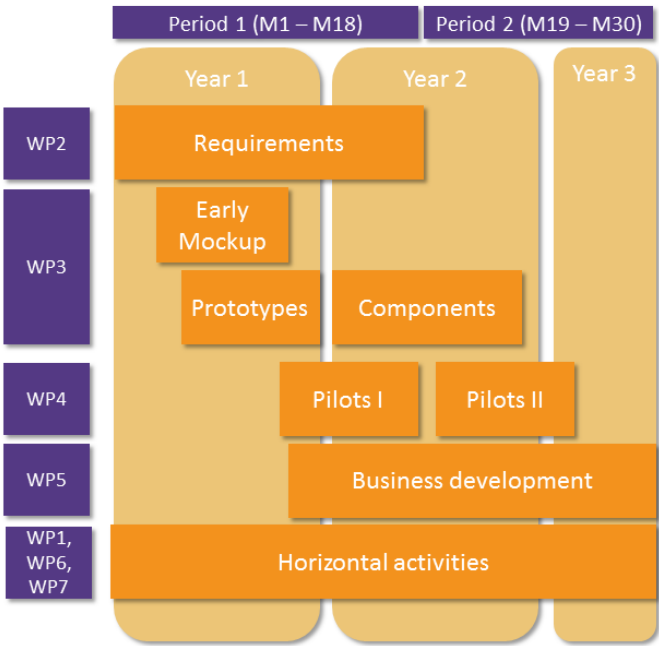 Period 1 (M1 – M18)
Period 2 (M19 – M30)
Year 1
Year 2
Year 3
WP2
Requirements
WP3
Early
Mockup
Prototypes
Components
WP4
Pilots I
Pilots II
WP5
Business development
WP1,
WP6,
WP7
Horizontal activities